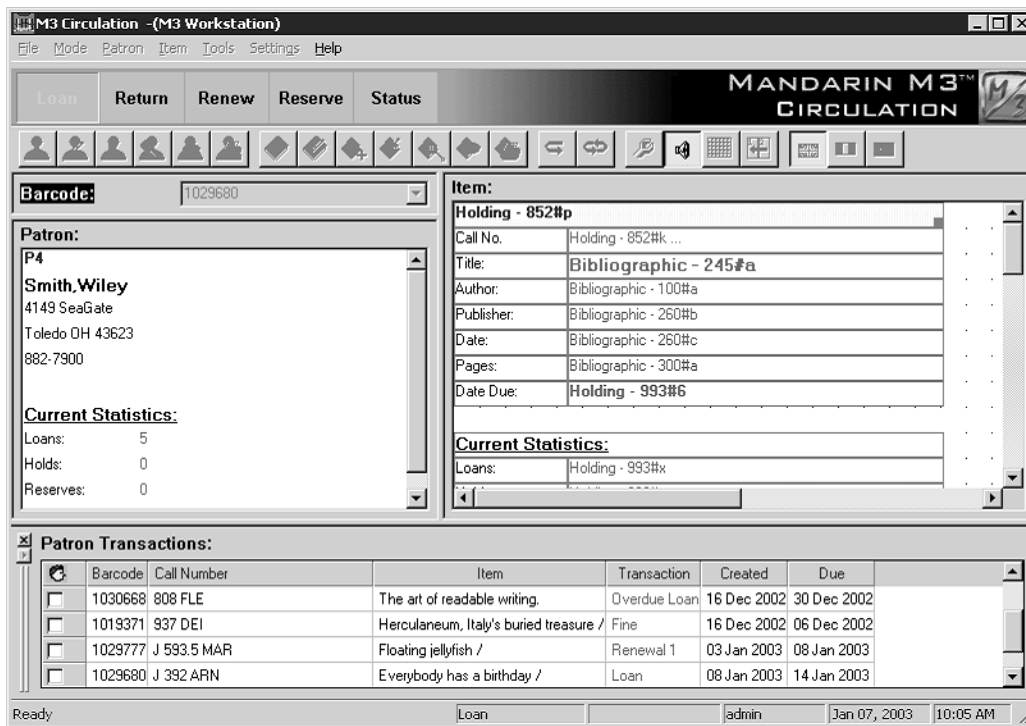 M3 Circulation -(M3 Workstation)
File Mode Patron Item Tools Settings Help
Loan Return Renew Reserve Status
MANDARIN M3™
CIRCULATION
M3
Barcode: 1029680
Patron:
P4
Smith,Wiley
4149 SeaGate
Toledo OH 43623
882-7900
Current Statistics:
Loans: 5
Holds: 0
Reserves: 0
Item:
Holding - 852#p
Call No. Holding - 852#k ...
Title: Bibliographic - 245#a
Author: Bibliographic - 100#a
Publisher: Bibliographic - 260#b
Date: Bibliographic - 260#c
Pages: Bibliographic - 300#a
Date Due: Holding - 993#6
Current Statistics:
Loans: Holding - 993#x
Patron Transactions:
Barcode Call Number Item Transaction Created Due
1030668 808 FLE The art of readable writing. Overdue Loan 16 Dec 2002 30 Dec 2002
1019371 937 DEI Herculaneum, Italy's buried treasure / Fine 16 Dec 2002 06 Dec 2002
1029777 J 593.5 MAR Floating jellyfish / Renewal 1 03 Jan 2003 08 Jan 2003
1029680 J 392 ARN Everybody has a birthday / Loan 08 Jan 2003 14 Jan 2003
Ready Loan admin Jan 07, 2003 10:05 AM